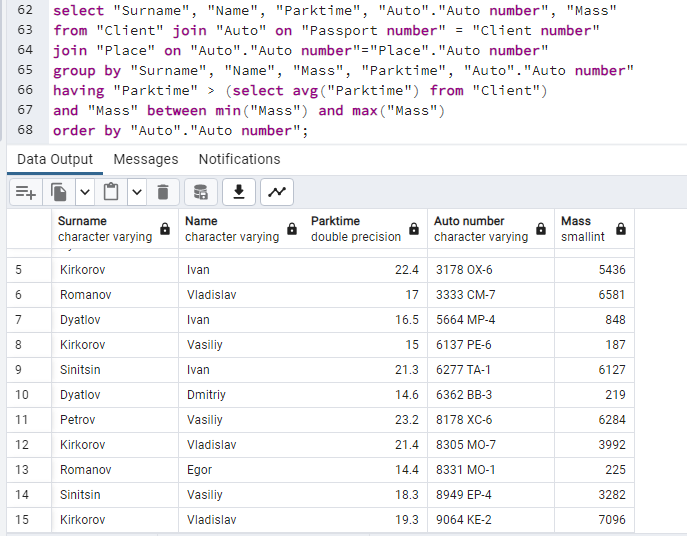 62 select "Surname", "Name", "Parktime", "Auto"."Auto number", "Mass"
63 from "Client" join "Auto" on "Passport number" = "Client number"
64 join "Place" on "Auto"."Auto number"="Place"."Auto number"
65 group by "Surname", "Name", "Mass", "Parktime", "Auto"."Auto number"
66 having "Parktime" > (select avg("Parktime") from "Client")
67 and "Mass" between min("Mass") and max("Mass")
68 order by "Auto"."Auto number";
Data Output Messages Notifications
Surname Name Parktime Auto number Mass
character varying character varying double precision character varying smallint
5 Kirkorov Ivan 22.4 3178 OX-6 5436
6 Romanov Vladislav 17 3333 CM-7 6581
7 Dyatlov Ivan 16.5 5664 MP-4 848
8 Kirkorov Vasiliy 15 6137 PE-6 187
9 Sinitsin Ivan 21.3 6277 TA-1 6127
10 Dyatlov Dmitriy 14.6 6362 BB-3 219
11 Petrov Vasiliy 23.2 8178 XC-6 6284
12 Kirkorov Vladislav 21.4 8305 MO-7 3992
13 Romanov Egor 14.4 8331 MO-1 225
14 Sinitsin Vasiliy 18.3 8949 EP-4 3282
15 Kirkorov Vladislav 19.3 9064 KE-2 7096